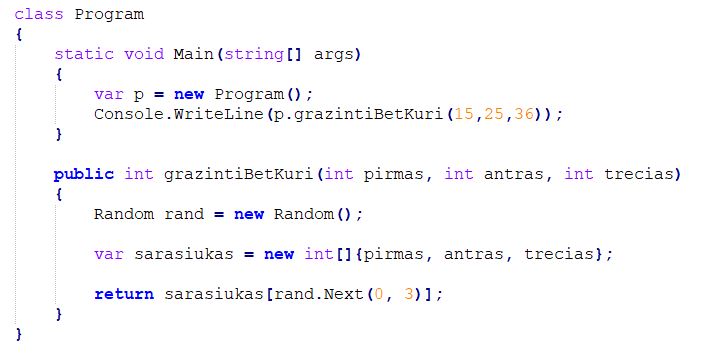 class Program
{
    static void Main(string[] args)
    {
        var p = new Program();
        Console.WriteLine(p.grazintiBetKuri(15,25,36));
    }

    public int grazintiBetKuri(int pirmas, int antras, int trecias)
    {
        Random rand = new Random();

        var sarasiukas = new int[]{pirmas, antras, trecias};

        return sarasiukas[rand.Next(0, 3)];
    }
}